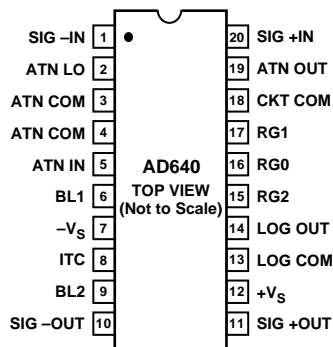 SIG –IN 1 20 SIG +IN
ATN LO 2 19 ATN OUT
ATN COM 3 18 CKT COM
ATN COM 4 17 RG1
ATN IN 5 16 RG0
BL1 6 15 RG2
–VS 7 14 LOG OUT
ITC 8 13 LOG COM
BL2 9 12 +VS
SIG –OUT 10 11 SIG +OUT
AD640
TOP VIEW
(Not to Scale)